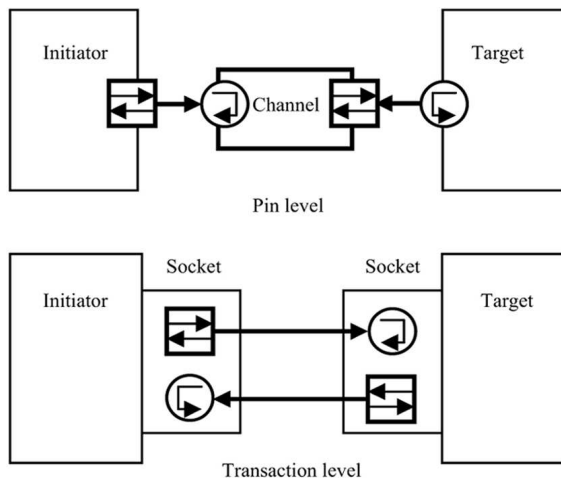 Initiator
Target
Channel
Pin level
Socket
Socket
Initiator
Target
Transaction level